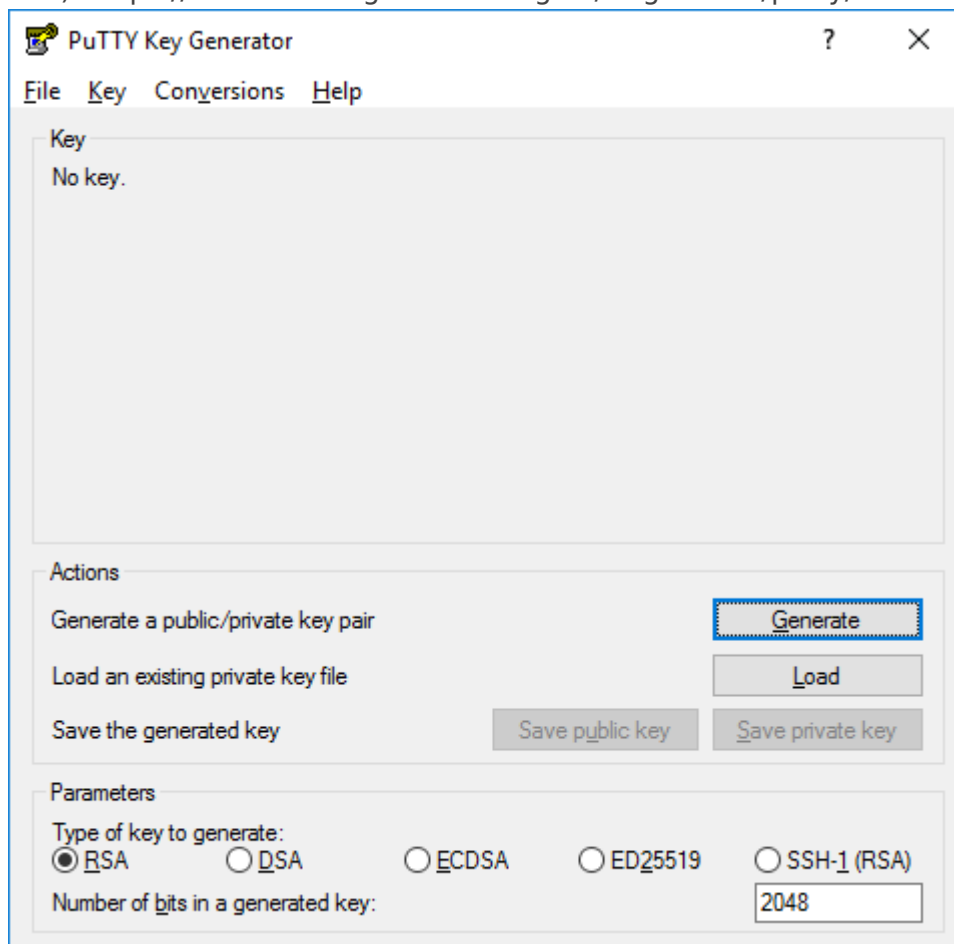 PuTTY Key Generator ? ×
File Key Conversions Help
Key
No key.
Actions
Generate a public/private key pair Generate
Load an existing private key file Load
Save the generated key Save public key Save private key
Parameters
Type of key to generate:
RSA DSA ECDSA ED25519 SSH-1 (RSA)
Number of bits in a generated key: 2048